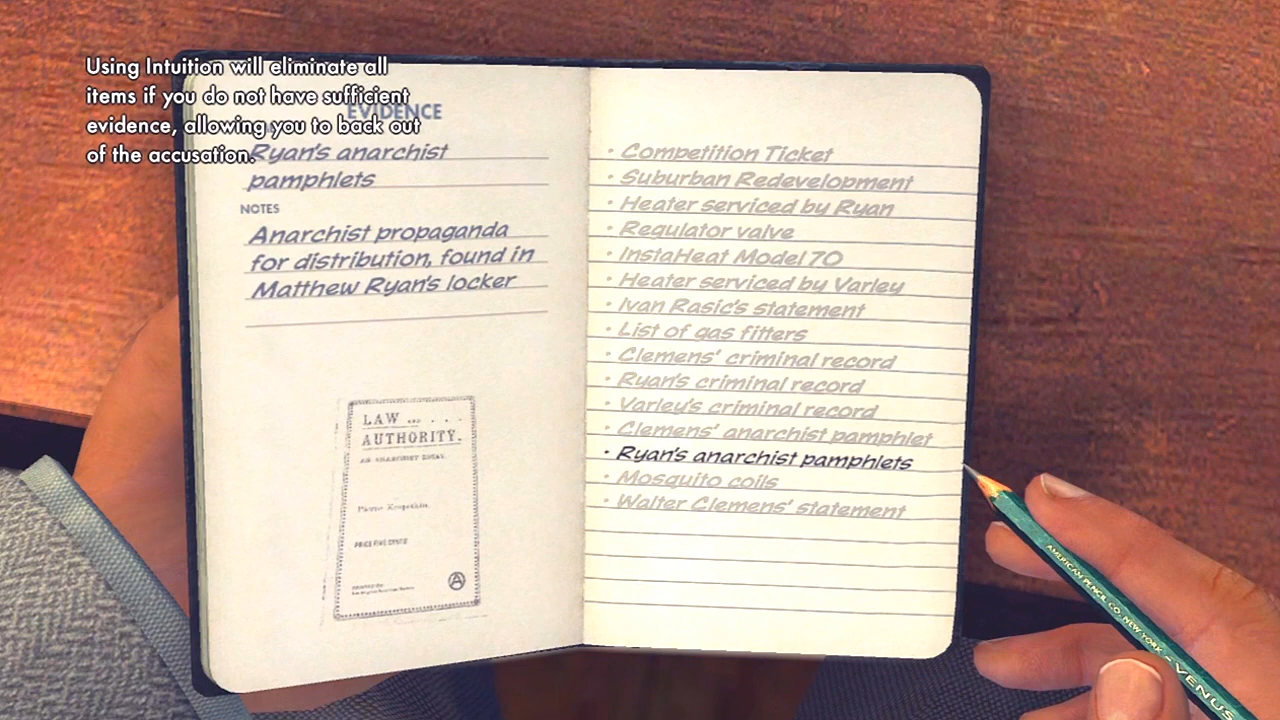 Using Intuition will eliminate all
items if you do not have sufficient
evidence, allowing you to back out
of the accusation.
EVIDENCE
Ryan's anarchist
pamphlets
NOTES
Anarchist propaganda
for distribution, found in
Matthew Ryan's locker
LAW AND . . .
AUTHORITY.
AN ANARCHIST ESSAY.
PRICE FIVE CENTS
• Competition Ticket
• Suburban Redevelopment
• Heater serviced by Ryan
• Regulator valve
• InstaHeat Model 70
• Heater serviced by Varley
• Ivan Rasic's statement
• List of gas fitters
• Clemens' criminal record
• Ryan's criminal record
• Varley's criminal record
• Clemens' anarchist pamphlet
• Ryan's anarchist pamphlets
• Mosquito coils
• Walter Clemens' statement
AMERICAN PENCIL CO. NEW YORK
VENUS